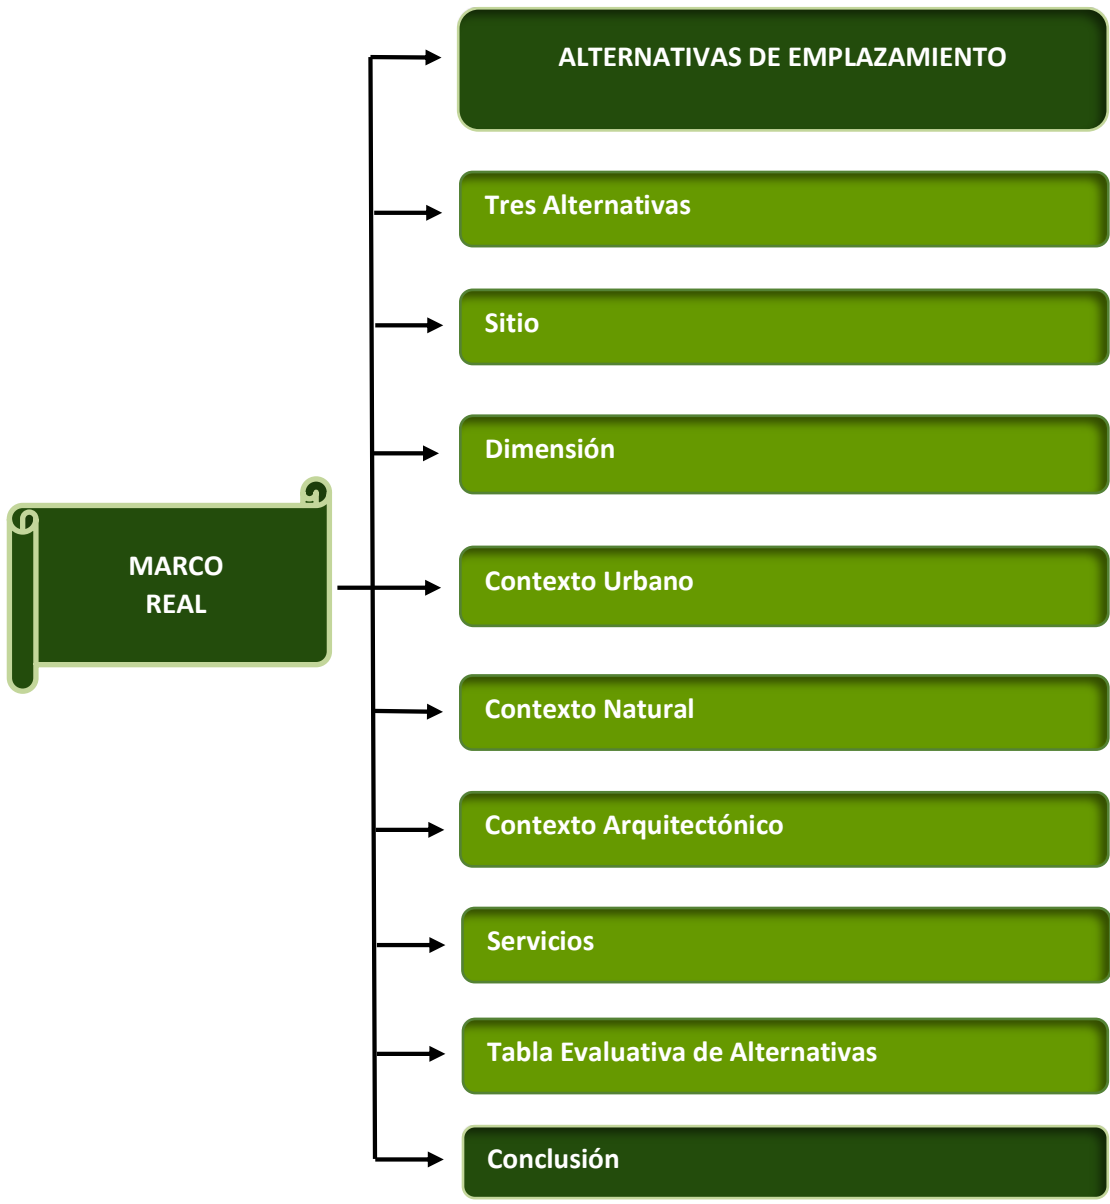 ALTERNATIVAS DE EMPLAZAMIENTO
Tres Alternativas
Sitio
Dimensión
MARCO
REAL
Contexto Urbano
Contexto Natural
Contexto Arquitectónico
Servicios
Tabla Evaluativa de Alternativas
Conclusión